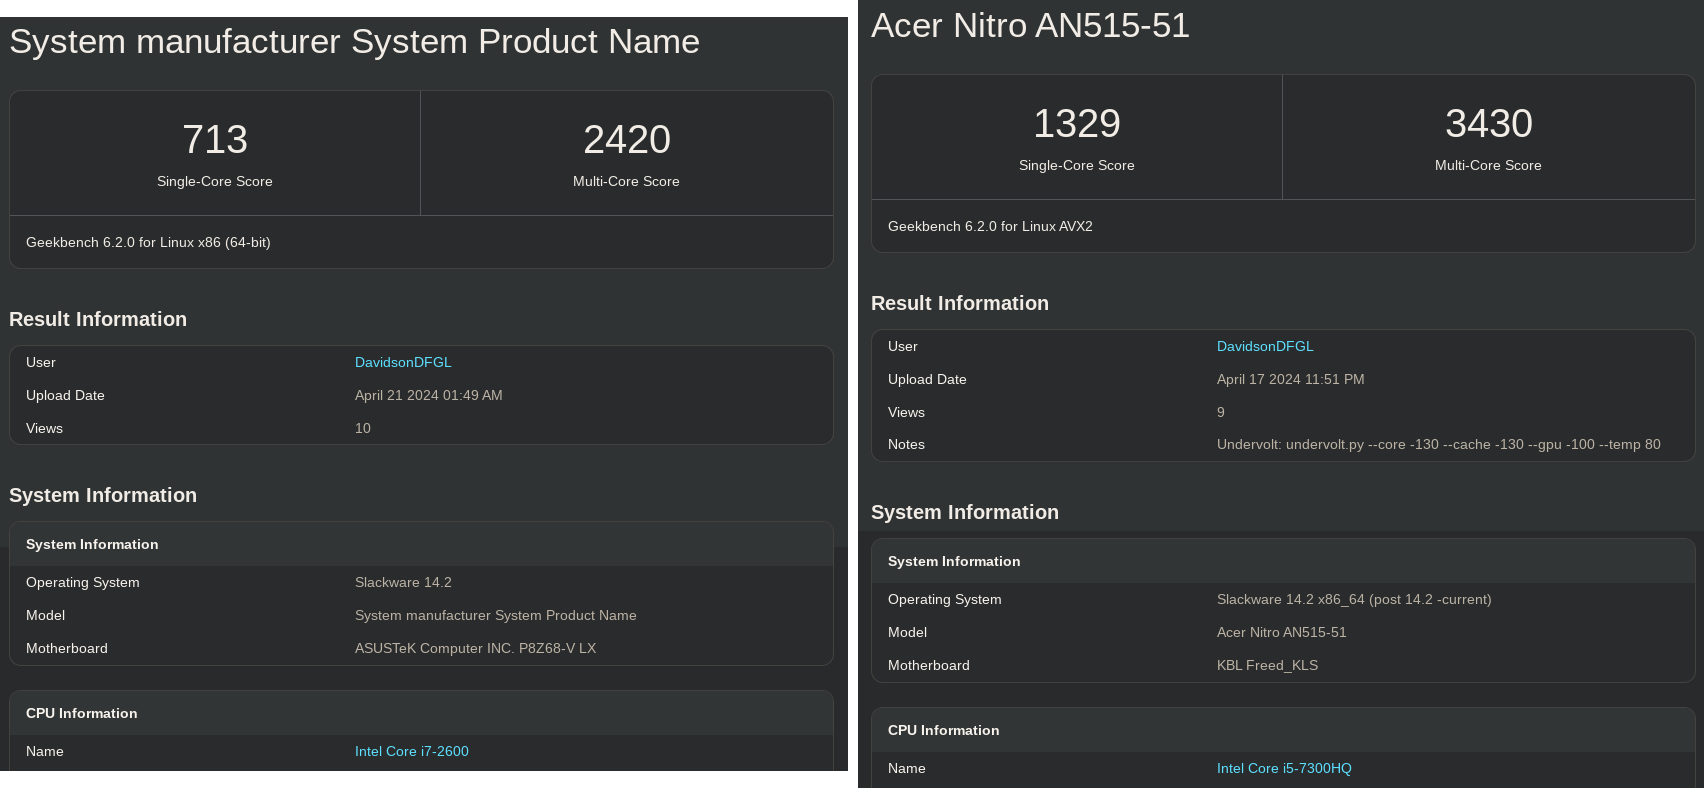 System manufacturer System Product Name
713
2420
Single-Core Score
Multi-Core Score
Geekbench 6.2.0 for Linux x86 (64-bit)
Result Information
User DavidsonDFGL
Upload Date April 21 2024 01:49 AM
Views 10
System Information
System Information
Operating System Slackware 14.2
Model System manufacturer System Product Name
Motherboard ASUSTeK Computer INC. P8Z68-V LX
CPU Information
Name Intel Core i7-2600
Acer Nitro AN515-51
1329
3430
Single-Core Score
Multi-Core Score
Geekbench 6.2.0 for Linux AVX2
Result Information
User DavidsonDFGL
Upload Date April 17 2024 11:51 PM
Views 9
Notes Undervolt: undervolt.py --core -130 --cache -130 --gpu -100 --temp 80
System Information
System Information
Operating System Slackware 14.2 x86_64 (post 14.2 -current)
Model Acer Nitro AN515-51
Motherboard KBL Freed_KLS
CPU Information
Name Intel Core i5-7300HQ